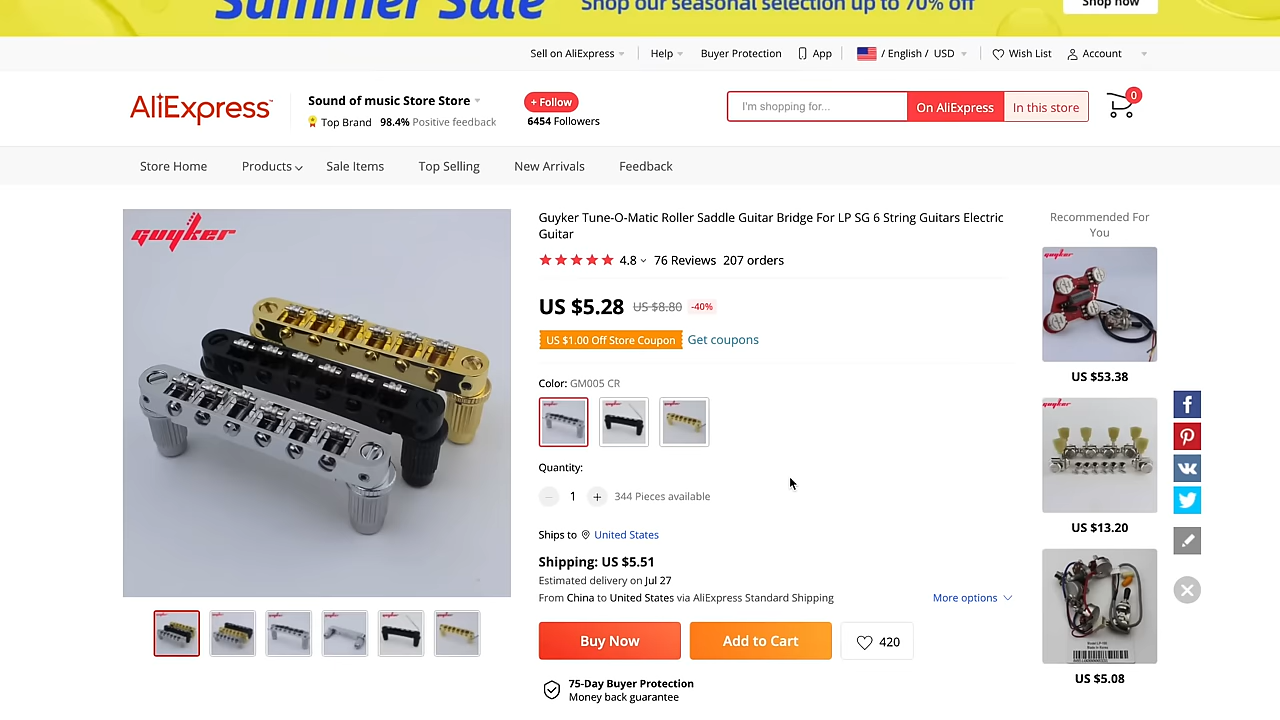 Summer Sale
Shop our seasonal selection up to 70% off
Shop now
Sell on AliExpress
Help
Buyer Protection
App
/ English / USD
Wish List
Account
AliExpress™
Sound of music Store Store
Top Brand 98.4% Positive feedback
+ Follow
6454 Followers
I'm shopping for...
On AliExpress
In this store
0
Store Home
Products
Sale Items
Top Selling
New Arrivals
Feedback
guyker
Guyker Tune-O-Matic Roller Saddle Guitar Bridge For LP SG 6 String Guitars Electric
Guitar
4.8
76 Reviews
207 orders
US $5.28
US $8.80
-40%
US $1.00 Off Store Coupon
Get coupons
Color: GM005 CR
Quantity:
1
344 Pieces available
Ships to
United States
Shipping: US $5.51
Estimated delivery on Jul 27
From China to United States via AliExpress Standard Shipping
More options
Buy Now
Add to Cart
420
75-Day Buyer Protection
Money back guarantee
Recommended For
You
guyker
US $53.38
guyker
US $13.20
US $5.08